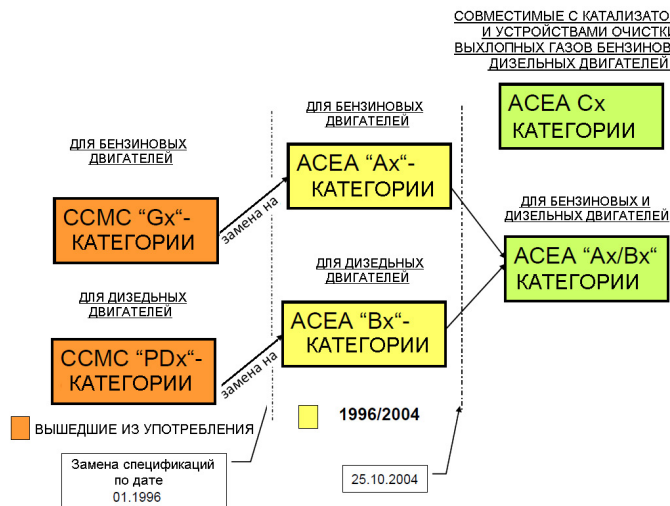 СОВМЕСТИМЫЕ С КАТАЛИЗАТО
И УСТРОЙСТВАМИ ОЧИСТКИ
ВЫХЛОПНЫХ ГАЗОВ БЕНЗИНОВ
ДИЗЕЛЬНЫХ ДВИГАТЕЛЕЙ
ACEA Cx
КАТЕГОРИИ
ДЛЯ БЕНЗИНОВЫХ
ДВИГАТЕЛЕЙ
ACEA “Ax“-
КАТЕГОРИИ
ДЛЯ БЕНЗИНОВЫХ
ДВИГАТЕЛЕЙ
CCMC “Gx“-
КАТЕГОРИИ
замена на
ДЛЯ БЕНЗИНОВЫХ И
ДИЗЕЛЬНЫХ ДВИГАТЕЛЕЙ
ACEA “Ax/Bx“
КАТЕГОРИИ
ДЛЯ ДИЗЕДЬНЫХ
ДВИГАТЕЛЕЙ
ACEA “Bx“-
КАТЕГОРИИ
ДЛЯ ДИЗЕДЬНЫХ
ДВИГАТЕЛЕЙ
CCMC “PDx“-
КАТЕГОРИИ
замена на
ВЫШЕДШИЕ ИЗ УПОТРЕБЛЕНИЯ
1996/2004
Замена спецификаций
по дате
01.1996
25.10.2004